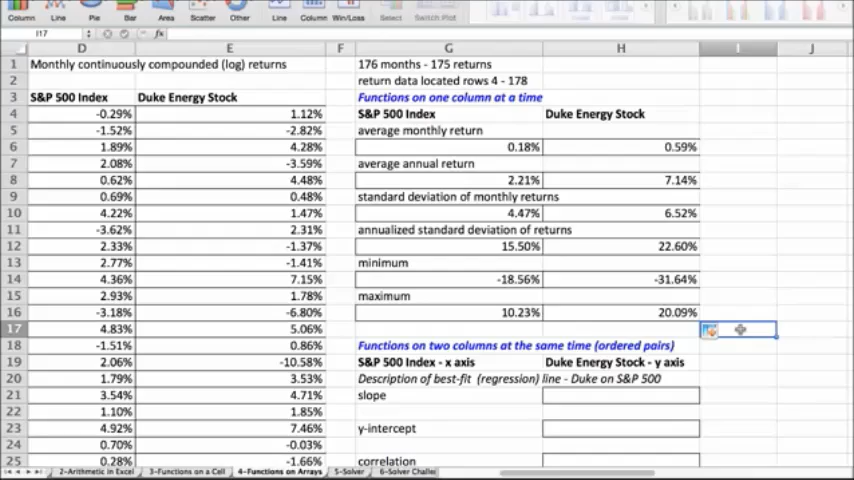 Column Line Pie Bar Area Scatter Other Line Column Win/Loss Select Switch Plot
I17 fx
D E F G H I J
1 Monthly continuously compounded (log) returns 176 months - 175 returns
2 return data located rows 4 - 178
3 S&P 500 Index Duke Energy Stock Functions on one column at a time
4 -0.29% 1.12% S&P 500 Index Duke Energy Stock
5 -1.52% -2.82% average monthly return
6 1.89% 4.28% 0.18% 0.59%
7 2.08% -3.59% average annual return
8 0.62% 4.48% 2.21% 7.14%
9 0.69% 0.48% standard deviation of monthly returns
10 4.22% 1.47% 4.47% 6.52%
11 -3.62% 2.31% annualized standard deviation of returns
12 2.33% -1.37% 15.50% 22.60%
13 2.77% -1.41% minimum
14 4.36% 7.15% -18.56% -31.64%
15 2.93% 1.78% maximum
16 -3.18% -6.80% 10.23% 20.09%
17 4.83% 5.06%
18 -1.51% 0.86% Functions on two columns at the same time (ordered pairs)
19 2.06% -10.58% S&P 500 Index - x axis Duke Energy Stock - y axis
20 1.79% 3.53% Description of best-fit (regression) line - Duke on S&P 500
21 3.54% 4.71% slope
22 1.10% 1.85%
23 4.92% 7.46% y-intercept
24 0.70% -0.03%
25 0.28% -1.66% correlation
2-Arithmetic in Excel 3-Functions on a Cell 4-Functions on Arrays 5-Solver 6-Solver Challe